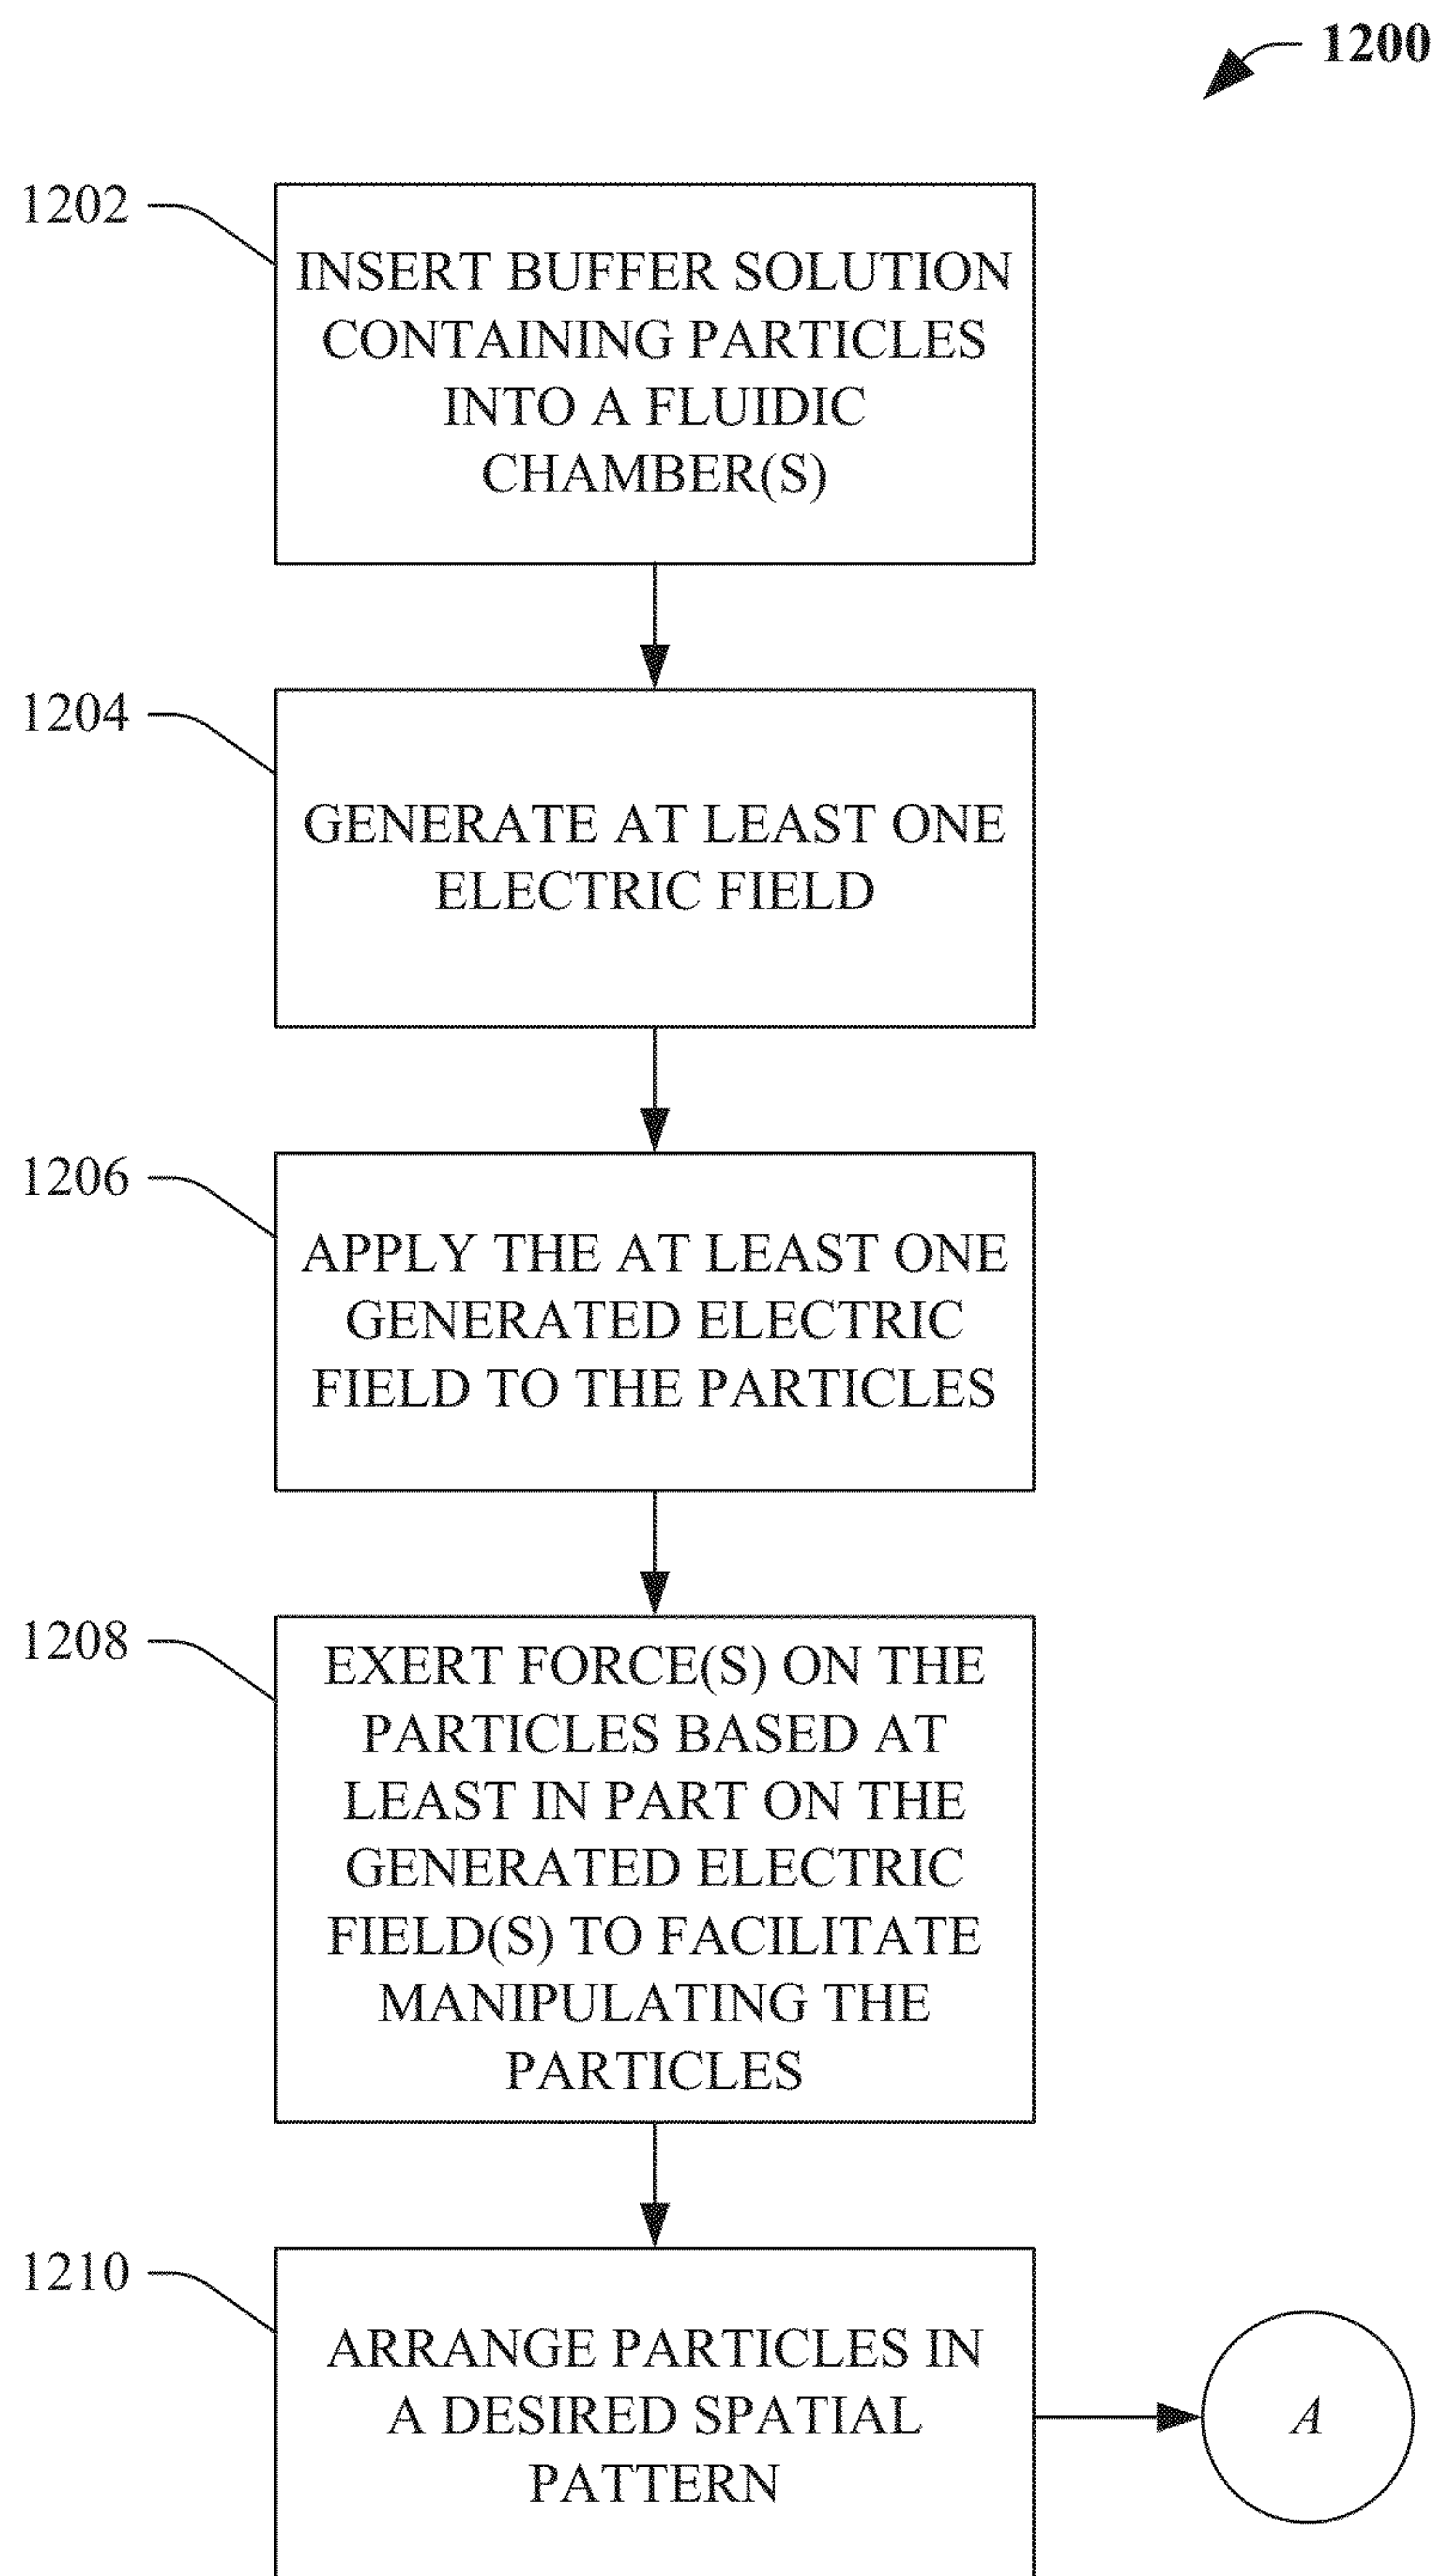 1200
1202
INSERT BUFFER SOLUTION
CONTAINING PARTICLES
INTO A FLUIDIC
CHAMBER(S)
1204
GENERATE AT LEAST ONE
ELECTRIC FIELD
1206
APPLY THE AT LEAST ONE
GENERATED ELECTRIC
FIELD TO THE PARTICLES
1208
EXERT FORCE(S) ON THE
PARTICLES BASED AT
LEAST IN PART ON THE
GENERATED ELECTRIC
FIELD(S) TO FACILITATE
MANIPULATING THE
PARTICLES
1210
ARRANGE PARTICLES IN
A DESIRED SPATIAL
PATTERN
A